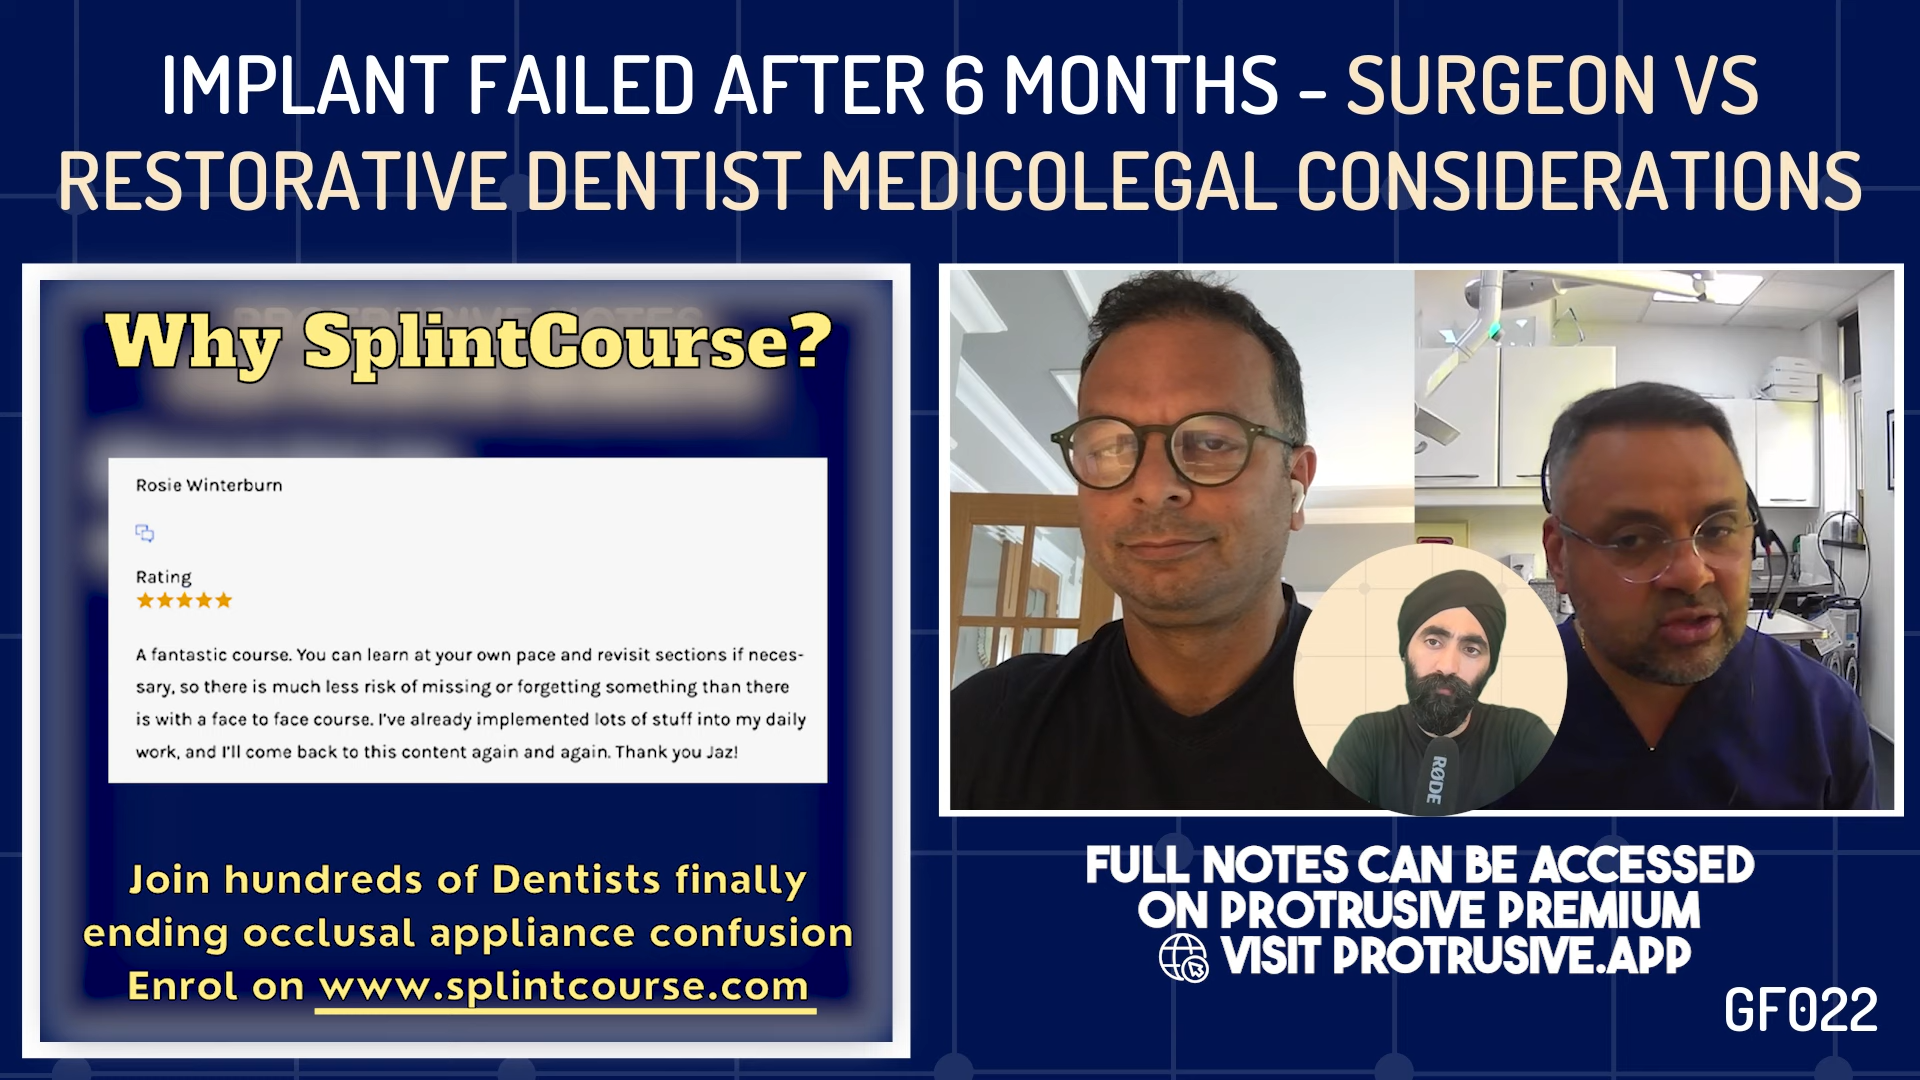 IMPLANT FAILED AFTER 6 MONTHS - SURGEON VS
RESTORATIVE DENTIST MEDICOLEGAL CONSIDERATIONS
Why SplintCourse?
Rosie Winterburn
Rating
A fantastic course. You can learn at your own pace and revisit sections if neces-
sary, so there is much less risk of missing or forgetting something than there
is with a face to face course. I've already implemented lots of stuff into my daily
work, and I'll come back to this content again and again. Thank you Jaz!
Join hundreds of Dentists finally
ending occlusal appliance confusion
Enrol on www.splintcourse.com
RØDE
FULL NOTES CAN BE ACCESSED
ON PROTRUSIVE PREMIUM
VISIT PROTRUSIVE.APP
GF022